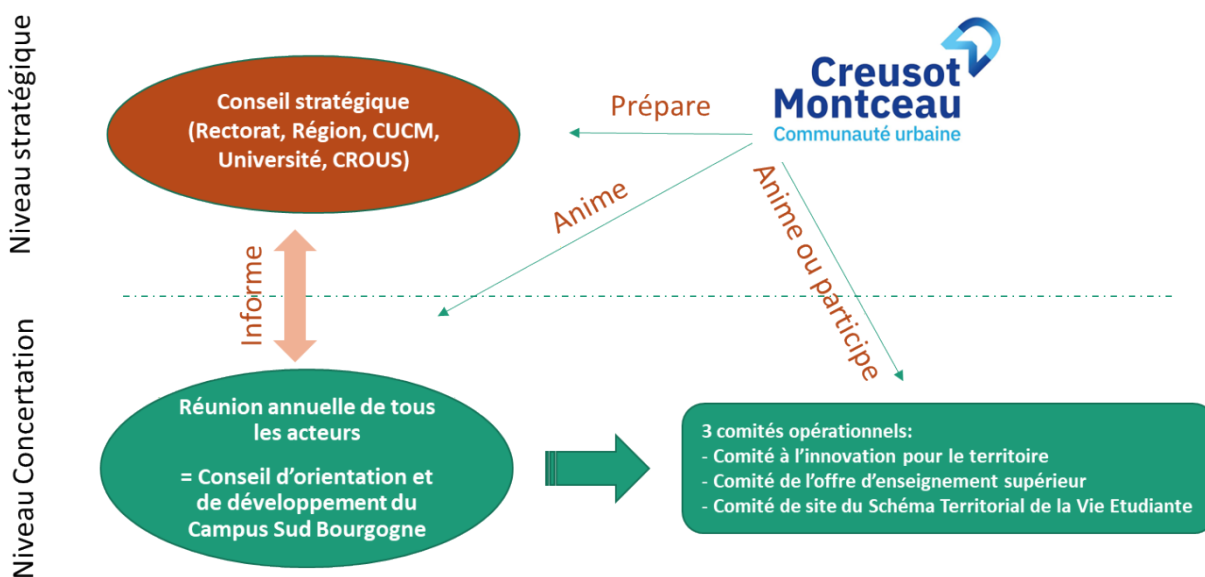 Niveau stratégique
Conseil stratégique
(Rectorat, Région, CUCM,
Université, CROUS)
Prépare
Creusot
Montceau
Communauté urbaine
Anime
Anime ou participe
Informe
Niveau Concertation
Réunion annuelle de tous
les acteurs
= Conseil d’orientation et
de développement du
Campus Sud Bourgogne
3 comités opérationnels:
- Comité à l’innovation pour le territoire
- Comité de l’offre d’enseignement supérieur
- Comité de site du Schéma Territorial de la Vie Etudiante